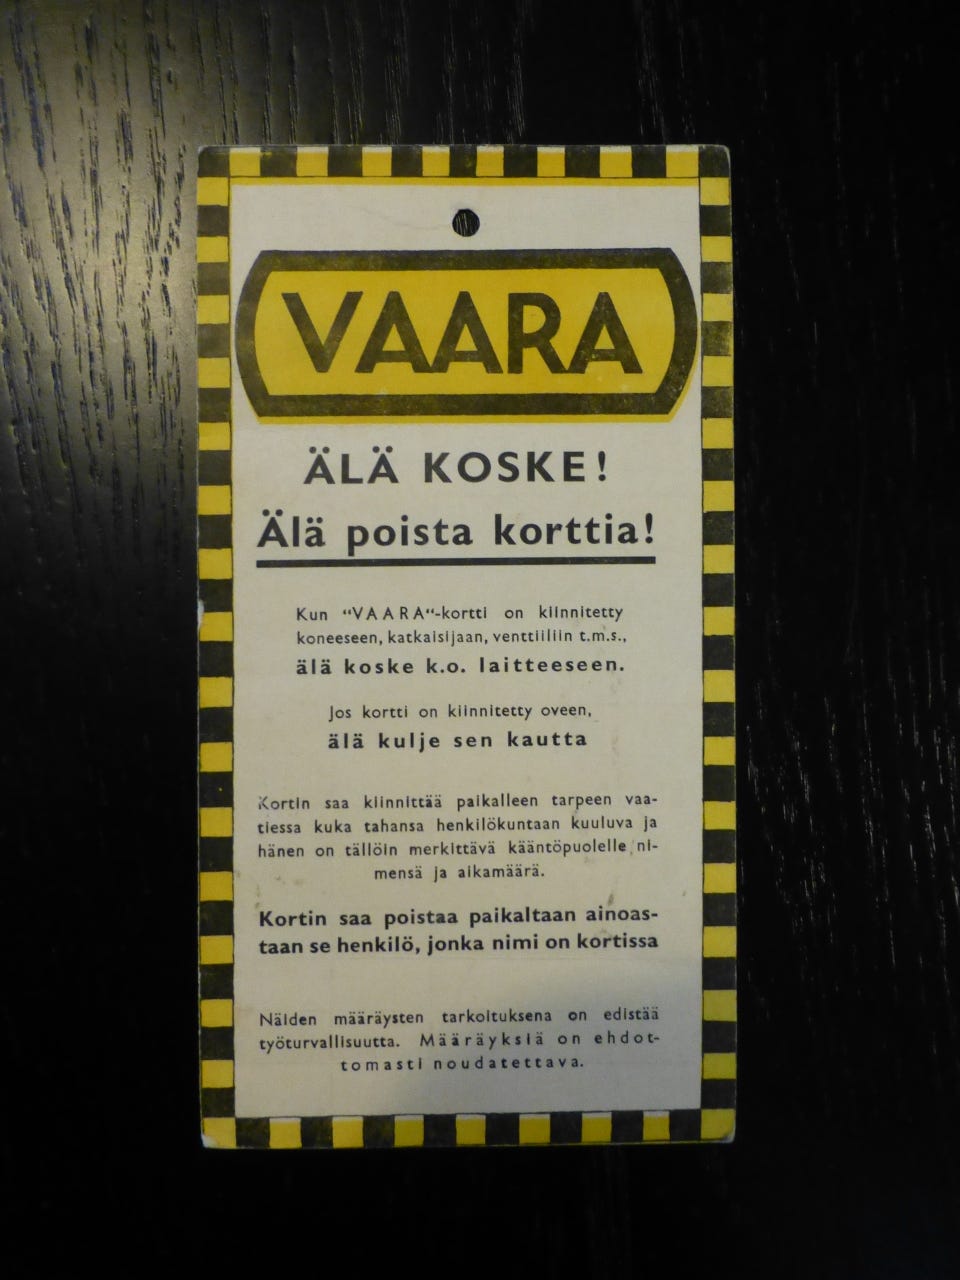 VAARA
ÄLÄ KOSKE!
Älä poista korttia!
Kun “VAARA“-kortti on kiinnitetty
koneeseen, katkaisijaan, venttiiliin t.m.s.,
älä koske k.o. laitteeseen.
Jos kortti on kiinnitetty oveen,
älä kulje sen kautta
Kortin saa kiinnittää paikalleen tarpeen vaa-
tiessa kuka tahansa henkilökuntaan kuuluva ja
hänen on tällöin merkittävä kääntöpuolelle ni-
mensä ja aikamäärä.
Kortin saa poistaa paikaltaan ainoas-
taan se henkilö, jonka nimi on kortissa
Näiden määräysten tarkoituksena on edistää
työturvallisuutta. Määräyksiä on ehdot-
tomasti noudatettava.